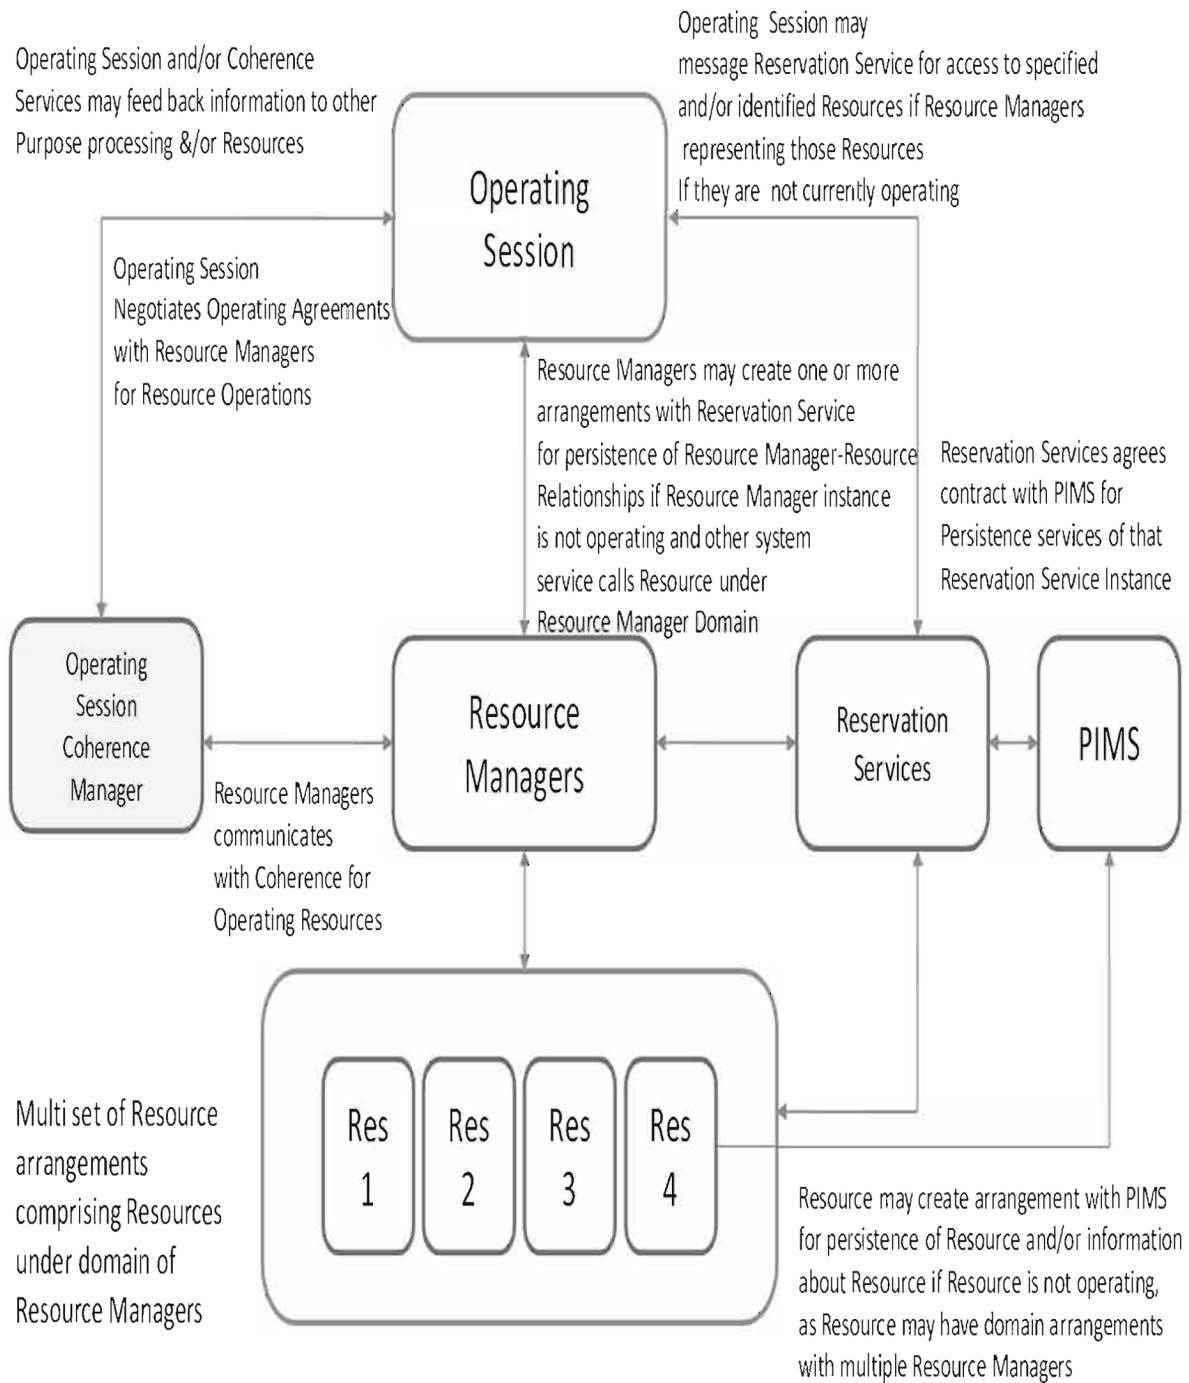 Operating Session and/or Coherence
Services may feed back information to other
Purpose processing &/or Resources
Operating Session may
message Reservation Service for access to specified
and/or identified Resources if Resource Managers
representing those Resources
If they are not currently operating
Operating
Session
Operating Session
Negotiates Operating Agreements
with Resource Managers
for Resource Operations
Resource Managers may create one or more
arrangements with Reservation Service
for persistence of Resource Manager-Resource
Relationships if Resource Manager instance
is not operating and other system
service calls Resource under
Resource Manager Domain
Reservation Services agrees
contract with PIMS for
Persistence services of that
Reservation Service Instance
Operating
Session
Coherence
Manager
Resource
Managers
Reservation
Services
PIMS
Resource Managers
communicates
with Coherence for
Operating Resources
Multi set of Resource
arrangements
comprising Resources
under domain of
Resource Managers
Res
1
Res
2
Res
3
Res
4
Resource may create arrangement with PIMS
for persistence of Resource and/or information
about Resource if Resource is not operating,
as Resource may have domain arrangements
with multiple Resource Managers